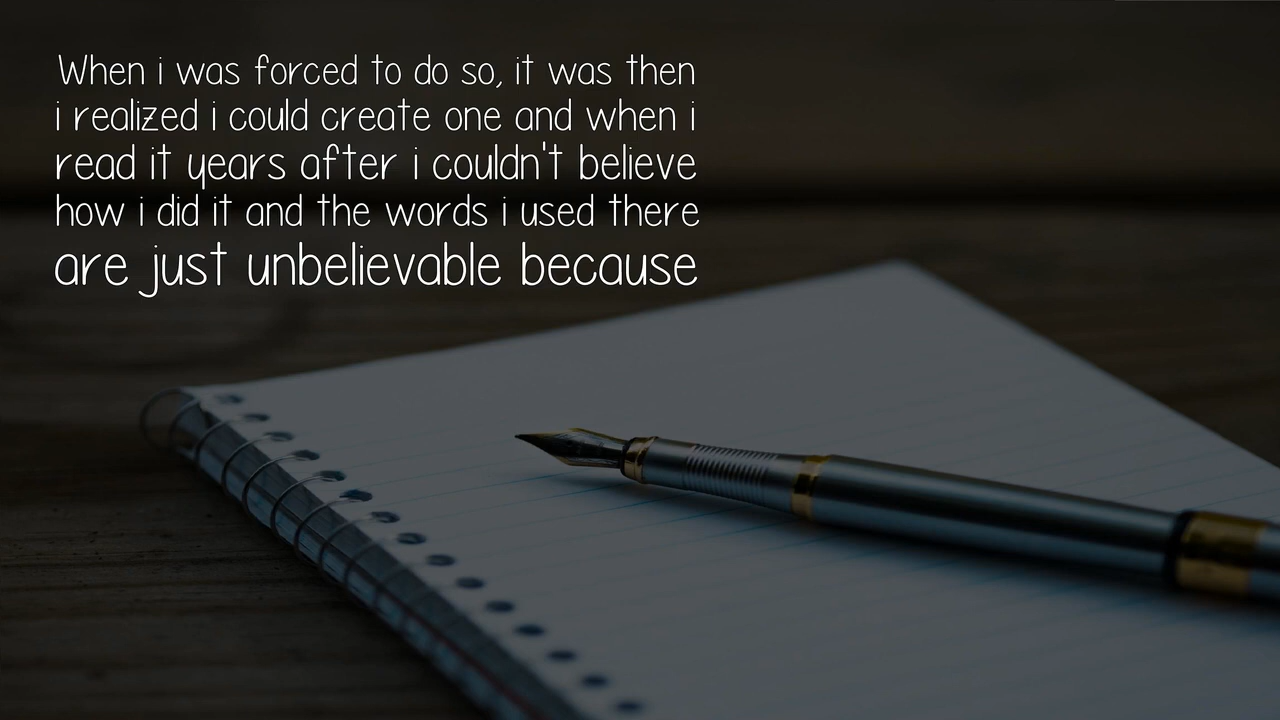 When i was forced to do so, it was then
i realized i could create one and when i
read it years after i couldn't believe
how i did it and the words i used there
are just unbelievable because